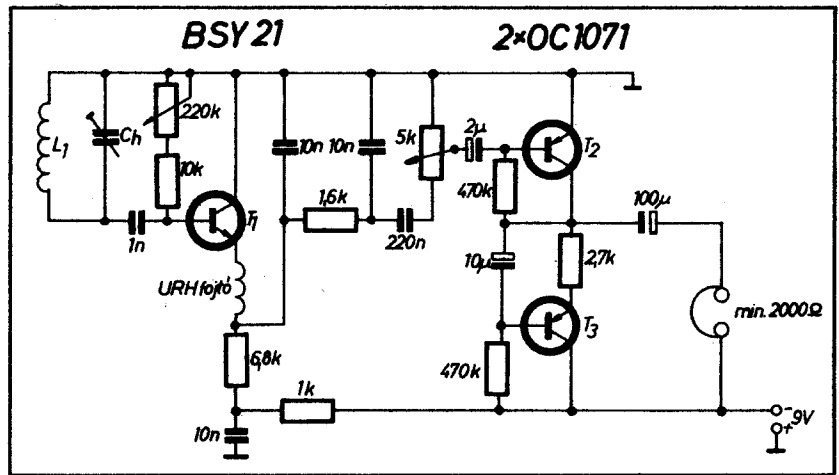 BSY 21
2×OC1071
L1
Ch
220k
10k
1n
T1
URH fojtó
6,8k
10n
1k
10n
10n
1,6k
220n
5k
2μ
470k
T2
10μ
2,7k
100μ
T3
470k
min. 2000Ω
-
9V
+